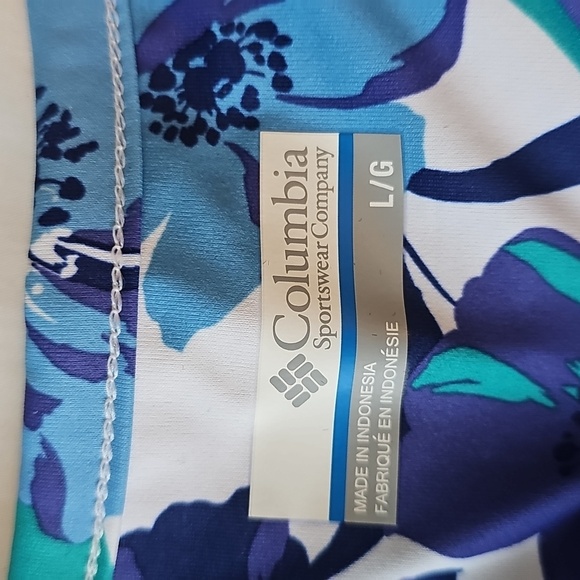 Columbia
Sportswear Company
L/G
MADE IN INDONESIA
FABRIQUÉ EN INDONÉSIE